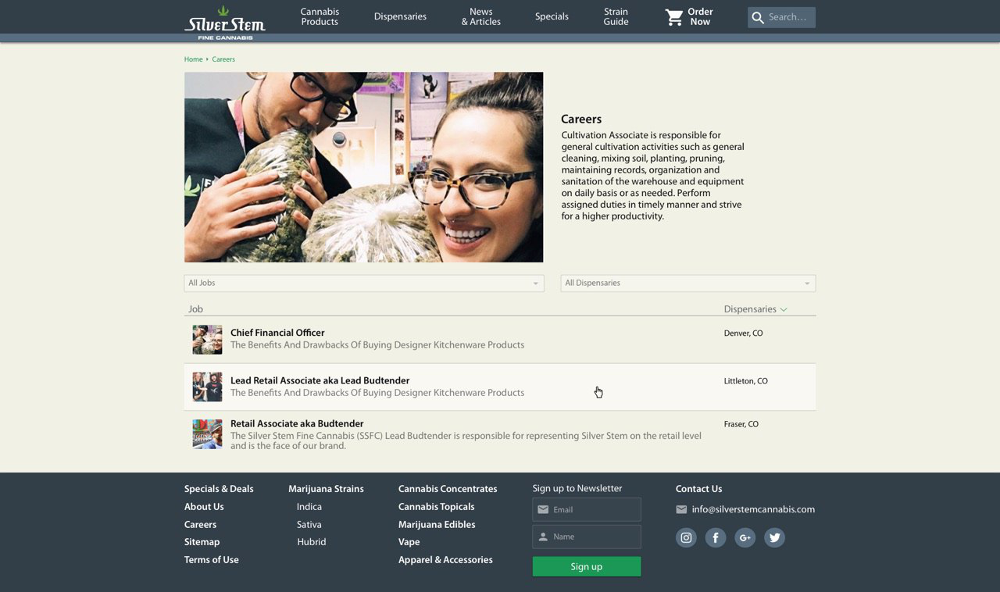 Silver Stem
FINE CANNABIS
Cannabis
Products
Dispensaries
News
& Articles
Specials
Strain
Guide
Order
Now
Search...
Home
Careers
Careers
Cultivation Associate is responsible for
general cultivation activities such as general
cleaning, mixing soil, planting, pruning,
maintaining records, organization and
sanitation of the warehouse and equipment
on daily basis or as needed. Perform
assigned duties in timely manner and strive
for a higher productivity.
All Jobs
All Dispensaries
Job
Dispensaries
Chief Financial Officer
The Benefits And Drawbacks Of Buying Designer Kitchenware Products
Denver, CO
Lead Retail Associate aka Lead Budtender
The Benefits And Drawbacks Of Buying Designer Kitchenware Products
Littleton, CO
Retail Associate aka Budtender
The Silver Stem Fine Cannabis (SSFC) Lead Budtender is responsible for representing Silver Stem on the retail level
and is the face of our brand.
Fraser, CO
Specials & Deals
About Us
Careers
Sitemap
Terms of Use
Marijuana Strains
Indica
Sativa
Hubrid
Cannabis Concentrates
Cannabis Topicals
Marijuana Edibles
Vape
Apparel & Accessories
Sign up to Newsletter
Email
Name
Sign up
Contact Us
info@silverstemcannabis.com